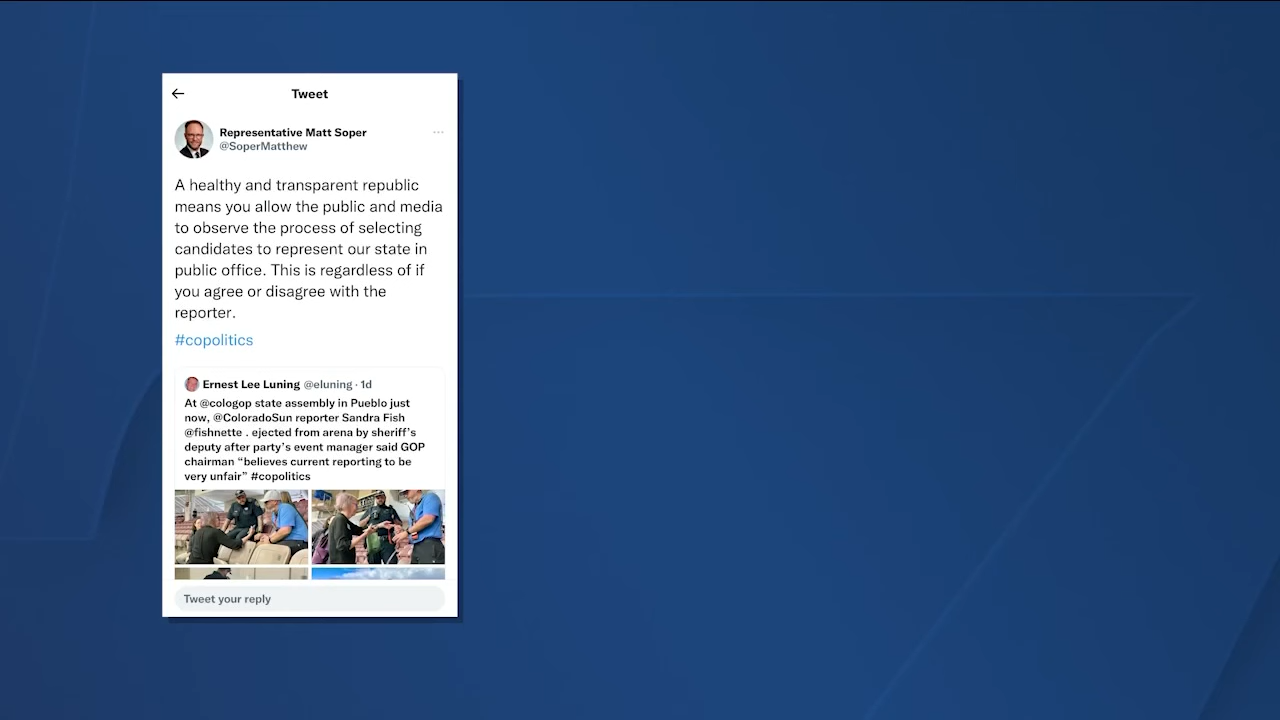 Tweet
Representative Matt Soper
@SoperMatthew
A healthy and transparent republic
means you allow the public and media
to observe the process of selecting
candidates to represent our state in
public office. This is regardless of if
you agree or disagree with the
reporter.
#copolitics
Ernest Lee Luning @eluning · 1d
At @cologop state assembly in Pueblo just
now, @ColoradoSun reporter Sandra Fish
@fishnette . ejected from arena by sheriff's
deputy after party's event manager said GOP
chairman “believes current reporting to be
very unfair” #copolitics
Tweet your reply